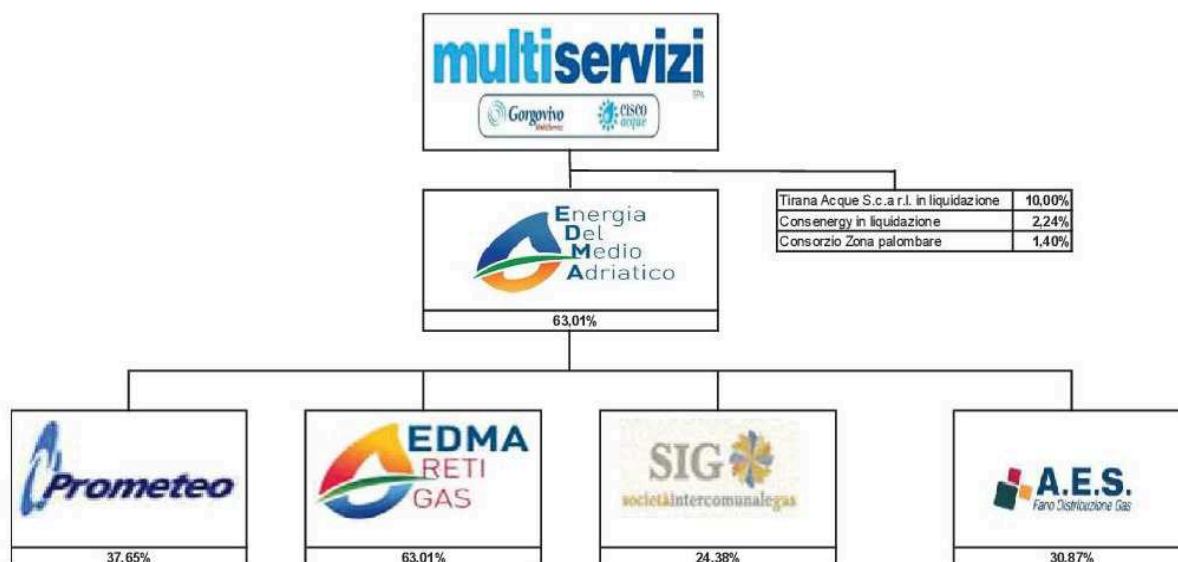 multiservizi
SPA
Gorgovivo
MultiServizi
CISCO
acque
Tirana Acque S.c.a r.l. in liquidazione 10,00%
Consenergy in liquidazione 2,24%
Consorzio Zona palombare 1,40%
Energia
Del
Medio
Adriatico
63,01%
Prometeo
37,65%
EDMA
RETI
GAS
63,01%
SIG
societàintercomunalegas
24,38%
A.E.S.
Fano Distribuzione Gas
30,87%